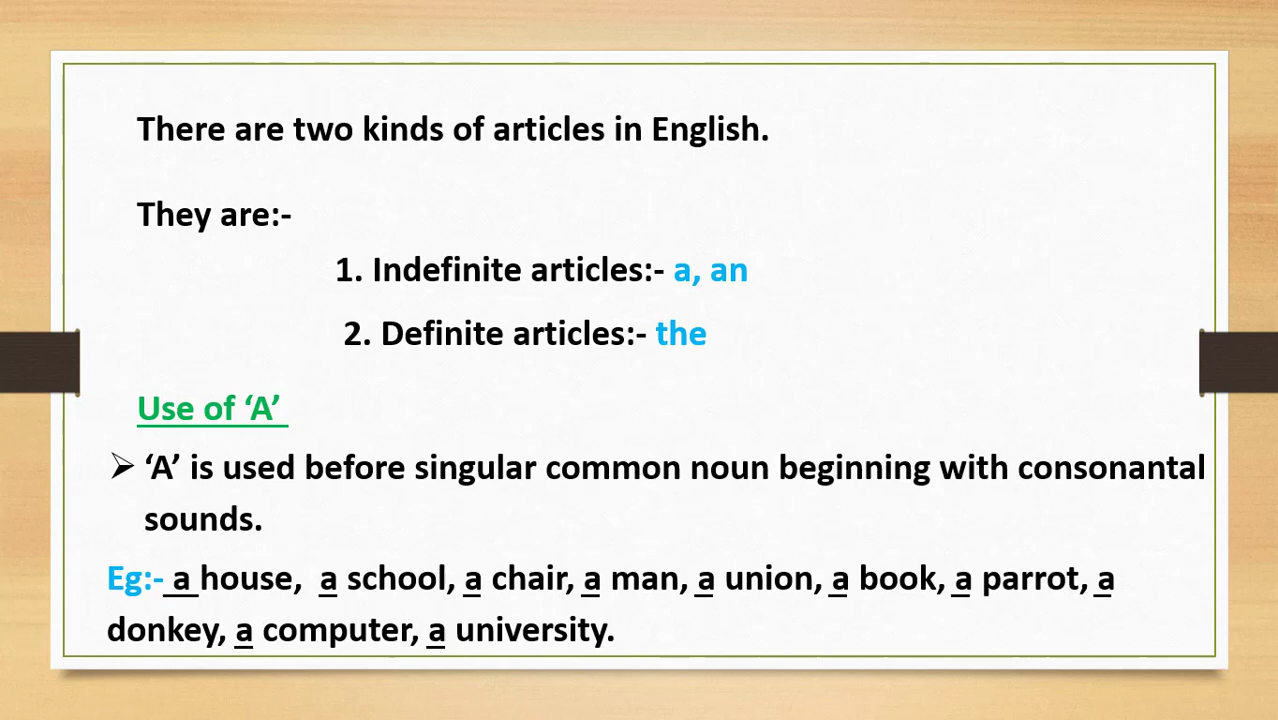 There are two kinds of articles in English.
They are:-
1. Indefinite articles:- a, an
2. Definite articles:- the
Use of ‘A’
➢ ‘A’ is used before singular common noun beginning with consonantal
sounds.
Eg:- a house, a school, a chair, a man, a union, a book, a parrot, a
donkey, a computer, a university.